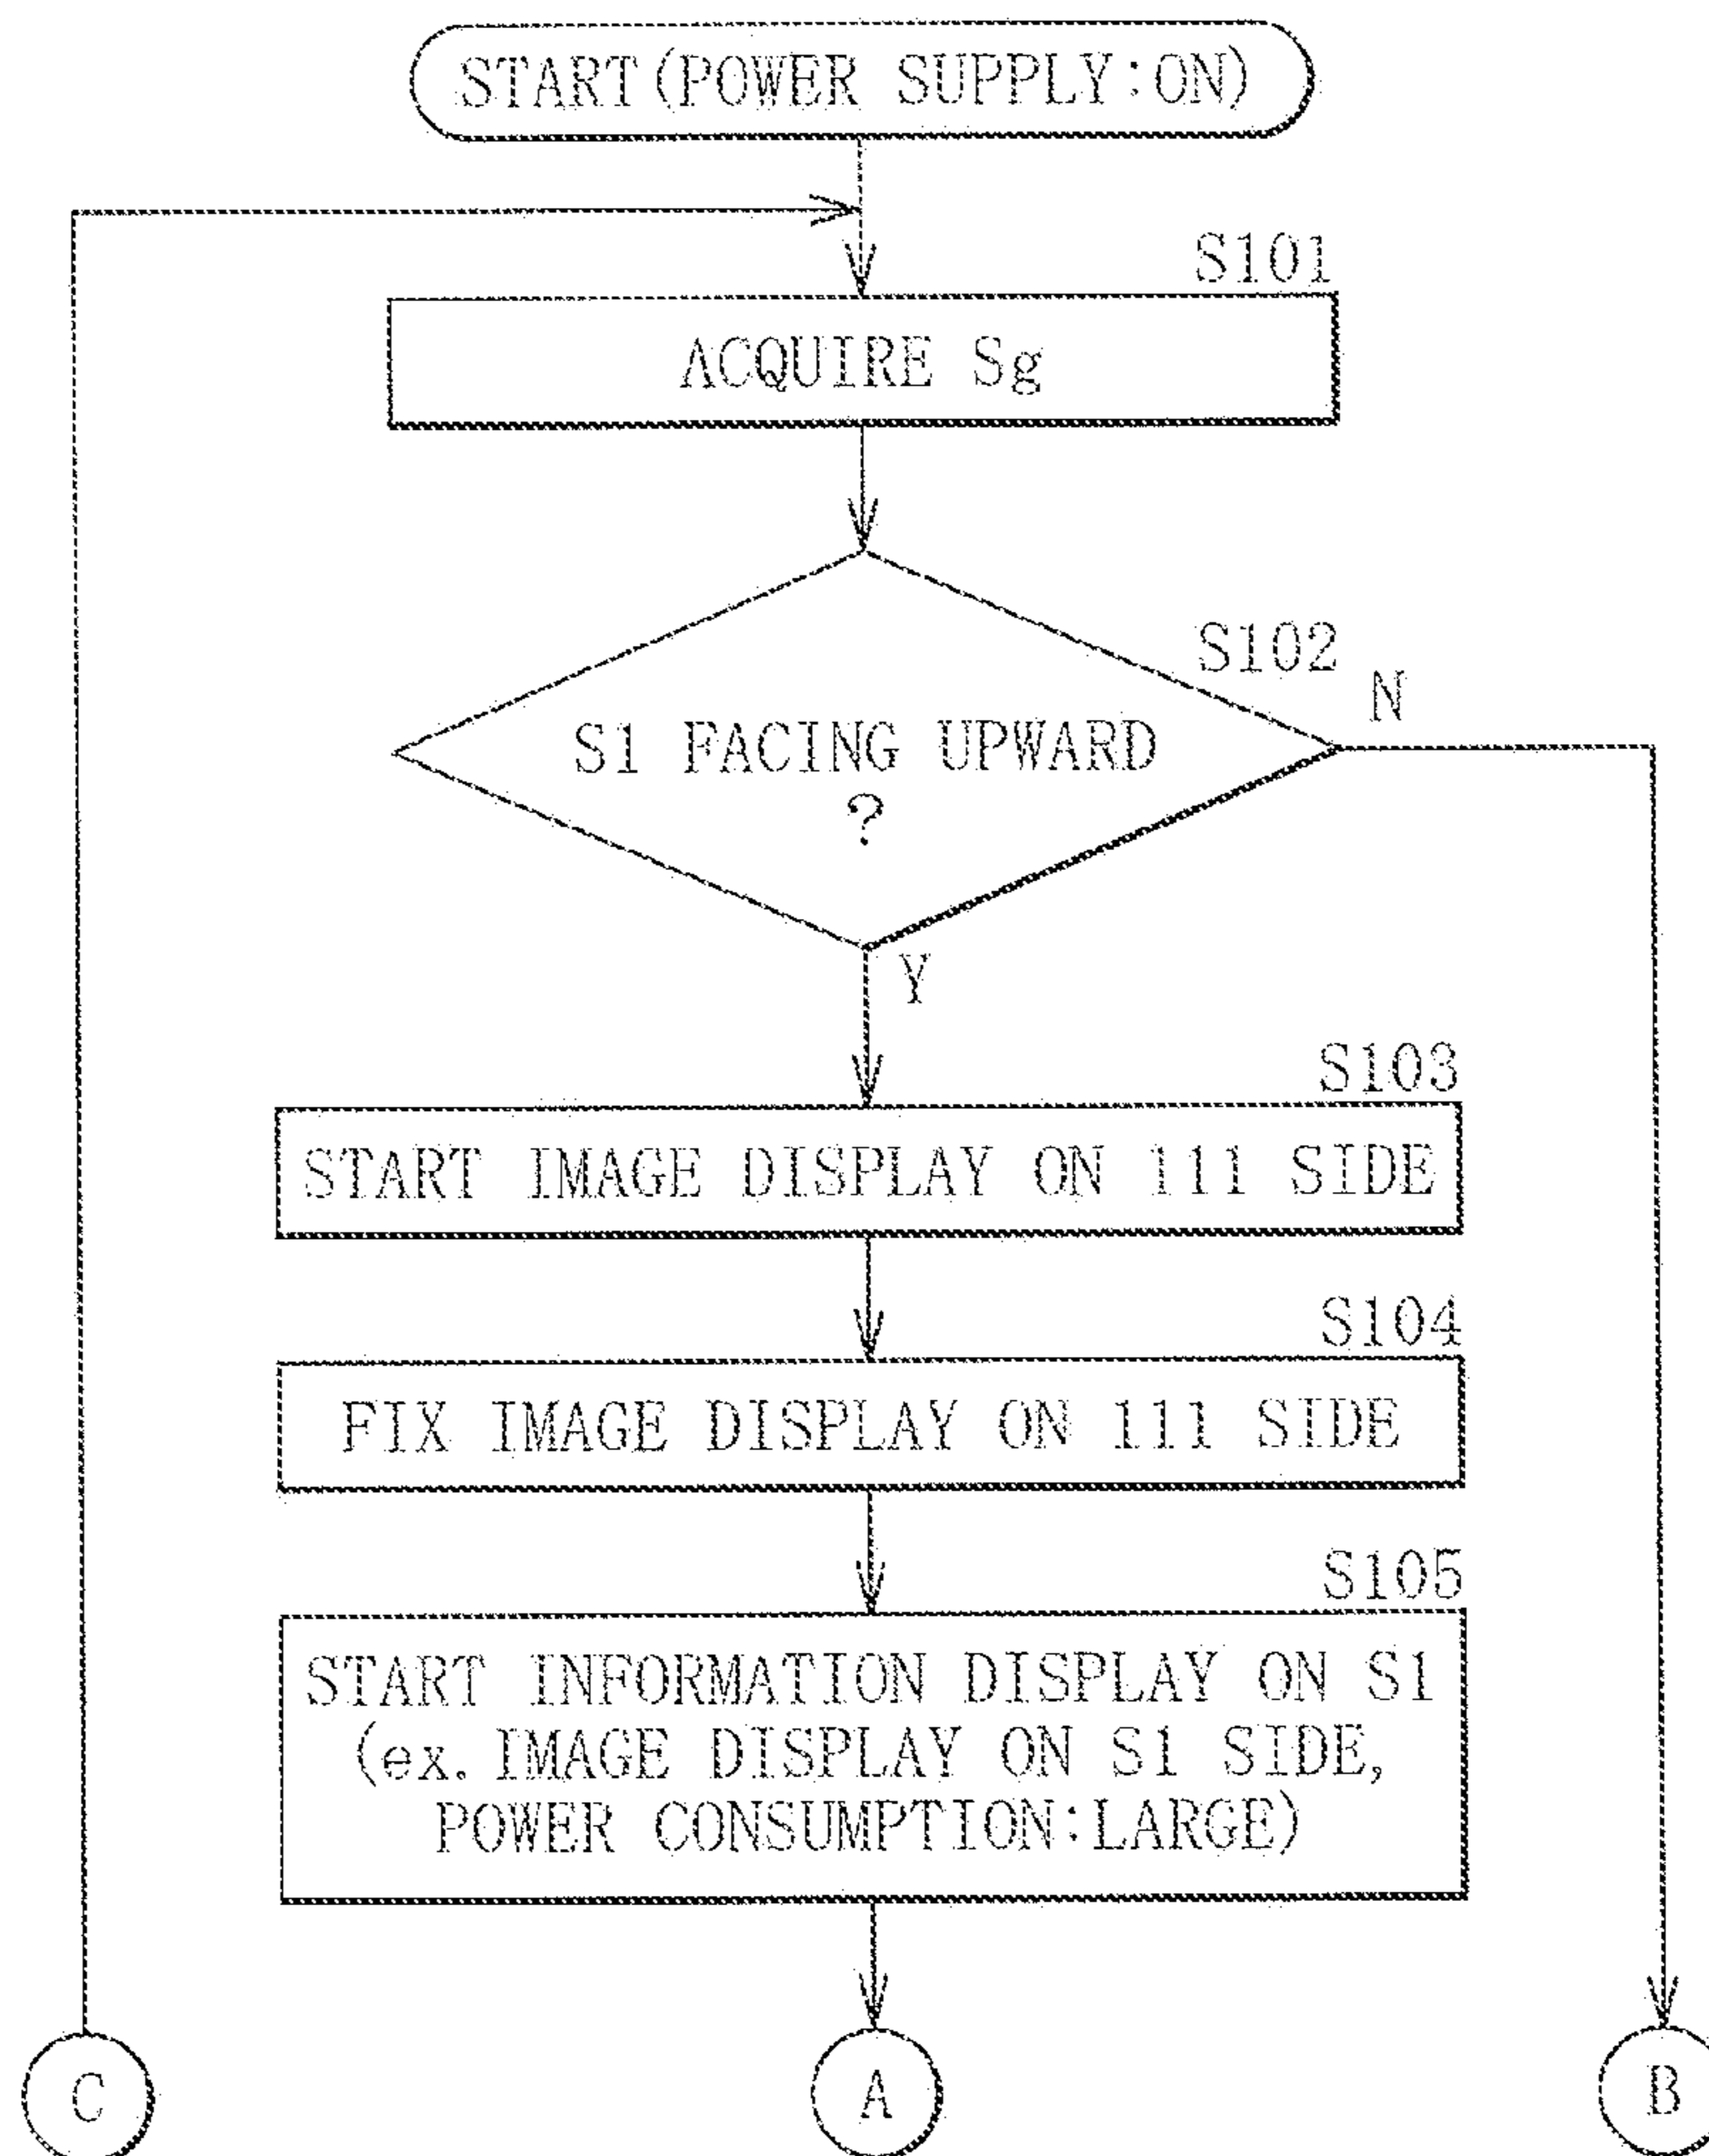 START(POWER SUPPLY:ON)
S101
ACQUIRE Sg
S102
N
S1 FACING UPWARD
?
Y
S103
START IMAGE DISPLAY ON 111 SIDE
S104
FIX IMAGE DISPLAY ON 111 SIDE
S105
START INFORMATION DISPLAY ON S1
(ex. IMAGE DISPLAY ON S1 SIDE,
POWER CONSUMPTION:LARGE)
C
A
B